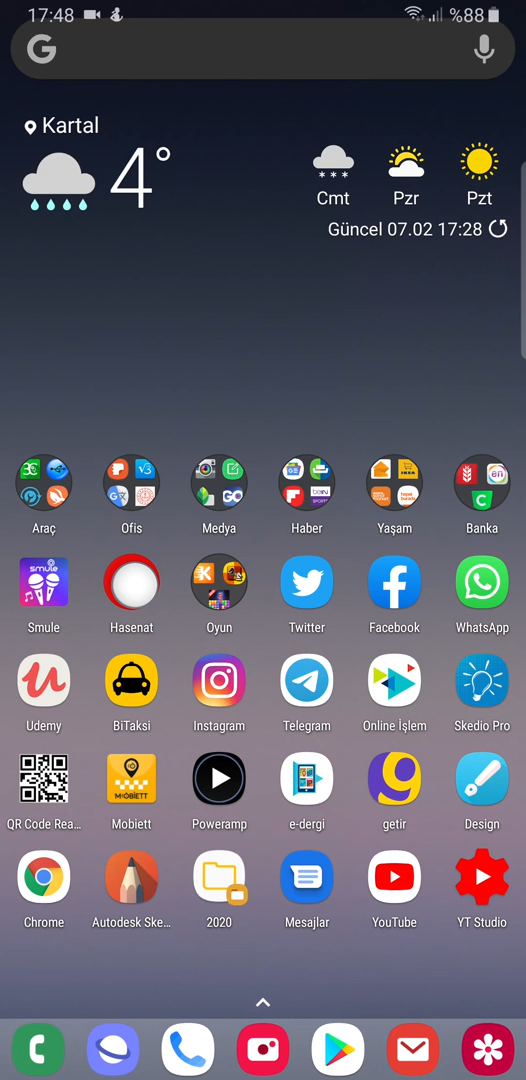 17:48
%88
Kartal
4°
Cmt Pzr Pzt
Güncel 07.02 17:28
Araç Ofis Medya Haber Yaşam Banka
Smule Hasenat Oyun Twitter Facebook WhatsApp
Udemy BiTaksi Instagram Telegram Online İşlem Skedio Pro
MOBİETT
QR Code Rea... Mobiett Poweramp e-dergi getir Design
Chrome Autodesk Ske... 2020 Mesajlar YouTube YT Studio